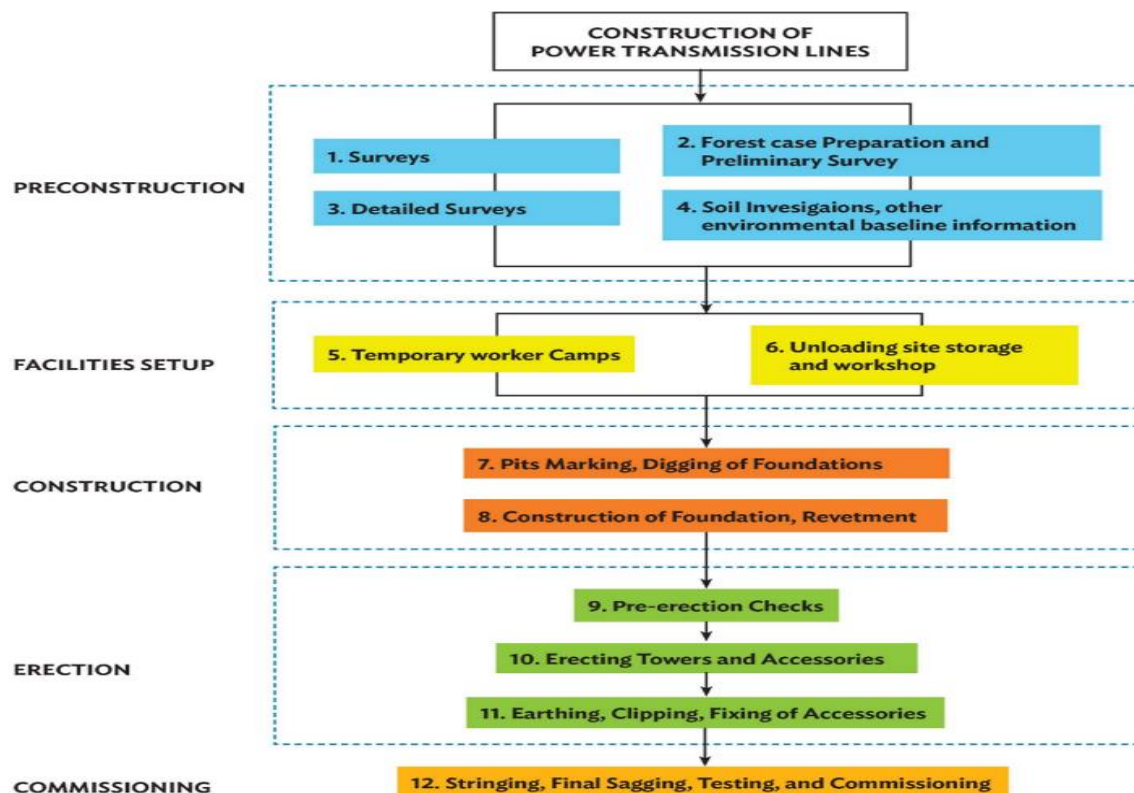 CONSTRUCTION OF
POWER TRANSMISSION LINES
PRECONSTRUCTION
1. Surveys
2. Forest case Preparation and
Preliminary Survey
3. Detailed Surveys
4. Soil Invesigaions, other
environmental baseline information
FACILITIES SETUP
5. Temporary worker Camps
6. Unloading site storage
and workshop
CONSTRUCTION
7. Pits Marking, Digging of Foundations
8. Construction of Foundation, Revetment
ERECTION
9. Pre-erection Checks
10. Erecting Towers and Accessories
11. Earthing, Clipping, Fixing of Accessories
COMMISSIONING
12. Stringing, Final Sagging, Testing, and Commissioning